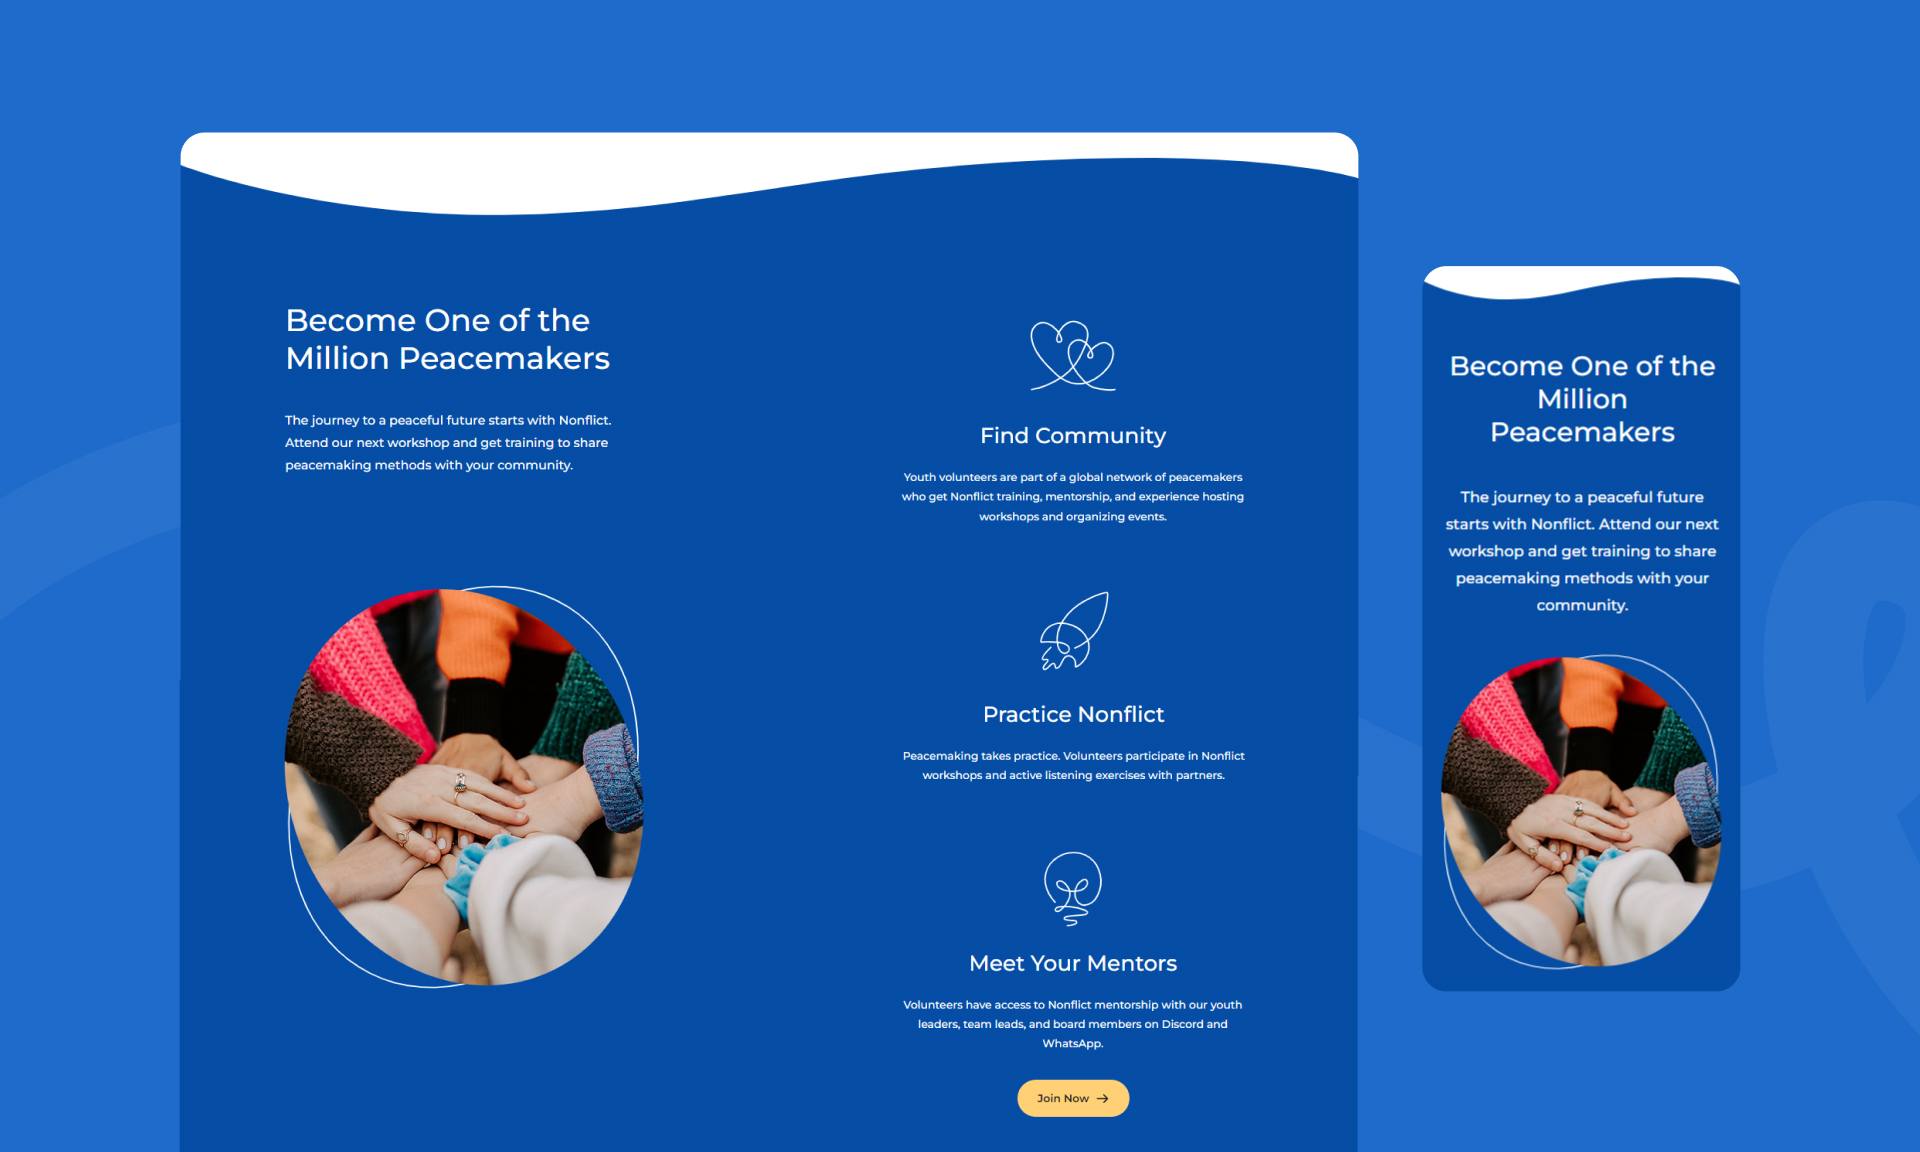 Become One of the
Million Peacemakers
The journey to a peaceful future starts with Nonflict.
Attend our next workshop and get training to share
peacemaking methods with your community.
Find Community
Youth volunteers are part of a global network of peacemakers
who get Nonflict training, mentorship, and experience hosting
workshops and organizing events.
Practice Nonflict
Peacemaking takes practice. Volunteers participate in Nonflict
workshops and active listening exercises with partners.
Meet Your Mentors
Volunteers have access to Nonflict mentorship with our youth
leaders, team leads, and board members on Discord and
WhatsApp.
Join Now
Become One of the
Million
Peacemakers
The journey to a peaceful future
starts with Nonflict. Attend our next
workshop and get training to share
peacemaking methods with your
community.